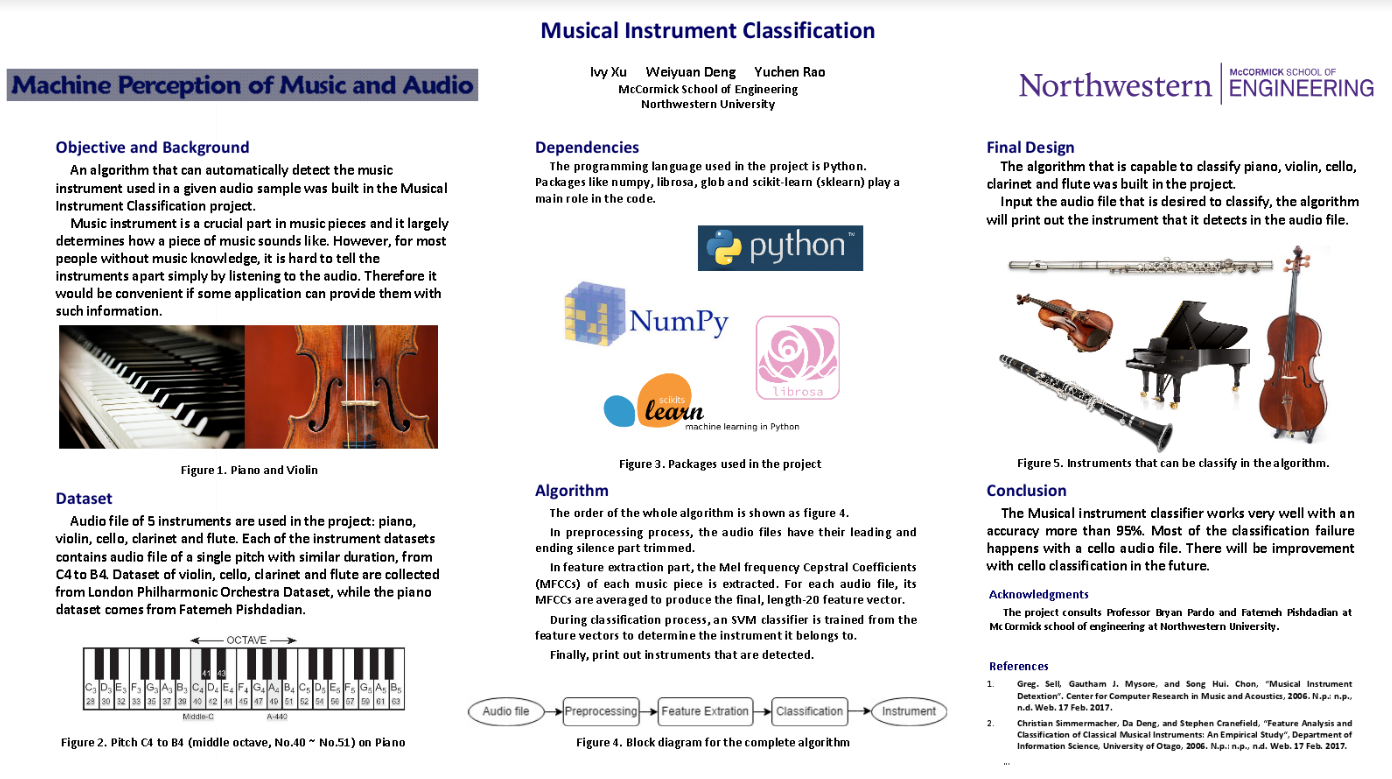 Musical Instrument Classification
Machine Perception of Music and Audio
Ivy Xu Weiyuan Deng Yuchen Rao
McCormick School of Engineering
Northwestern University
Northwestern McCORMICK SCHOOL OF
ENGINEERING
Objective and Background
An algorithm that can automatically detect the music
instrument used in a given audio sample was built in the Musical
Instrument Classification project.
Music instrument is a crucial part in music pieces and it largely
determines how a piece of music sounds like. However, for most
people without music knowledge, it is hard to tell the
instruments apart simply by listening to the audio. Therefore it
would be convenient if some application can provide them with
such information.
Figure 1. Piano and Violin
Dataset
Audio file of 5 instruments are used in the project: piano,
violin, cello, clarinet and flute. Each of the instrument datasets
contains audio file of a single pitch with similar duration, from
C4 to B4. Dataset of violin, cello, clarinet and flute are collected
from London Philharmonic Orchestra Dataset, while the piano
dataset comes from Fatemeh Pishdadian.
OCTAVE
41 43
C3 D3 E3 F3 G3 A3 B3 C4 D4 E4 F4 G4 A4 B4 C5 D5 E5 F5 G5 A5 B5
28 30 32 33 35 37 39 40 42 44 45 47 49 51 52 54 56 57 59 61 63
Middle-C A-440
Figure 2. Pitch C4 to B4 (middle octave, No.40 ~ No.51) on Piano
Dependencies
The programming language used in the project is Python.
Packages like numpy, librosa, glob and scikit-learn (sklearn) play a
main role in the code.
python™
NumPy
librosa
scikits
learn
machine learning in Python
Figure 3. Packages used in the project
Algorithm
The order of the whole algorithm is shown as figure 4.
In preprocessing process, the audio files have their leading and
ending silence part trimmed.
In feature extraction part, the Mel frequency Cepstral Coefficients
(MFCCs) of each music piece is extracted. For each audio file, its
MFCCs are averaged to produce the final, length-20 feature vector.
During classification process, an SVM classifier is trained from the
feature vectors to determine the instrument it belongs to.
Finally, print out instruments that are detected.
Audio file Preprocessing Feature Extration Classification Instrument
Figure 4. Block diagram for the complete algorithm
Final Design
The algorithm that is capable to classify piano, violin, cello,
clarinet and flute was built in the project.
Input the audio file that is desired to classify, the algorithm
will print out the instrument that it detects in the audio file.
Figure 5. Instruments that can be classify in the algorithm.
Conclusion
The Musical instrument classifier works very well with an
accuracy more than 95%. Most of the classification failure
happens with a cello audio file. There will be improvement
with cello classification in the future.
Acknowledgments
The project consults Professor Bryan Pardo and Fatemeh Pishdadian at
McCormick school of engineering at Northwestern University.
References
1. Greg. Sell, Gautham J. Mysore, and Song Hui. Chon, "Musical Instrument
Detextion". Center for Computer Research in Music and Acoustics, 2006. N.p.: n.p.,
n.d. Web. 17 Feb. 2017.
2. Christian Simmermacher, Da Deng, and Stephen Cranefield, "Feature Analysis and
Classification of Classical Musical Instruments: An Empirical Study", Department of
Information Science, University of Otago, 2006. N.p.: n.p., n.d. Web. 17 Feb. 2017.
...